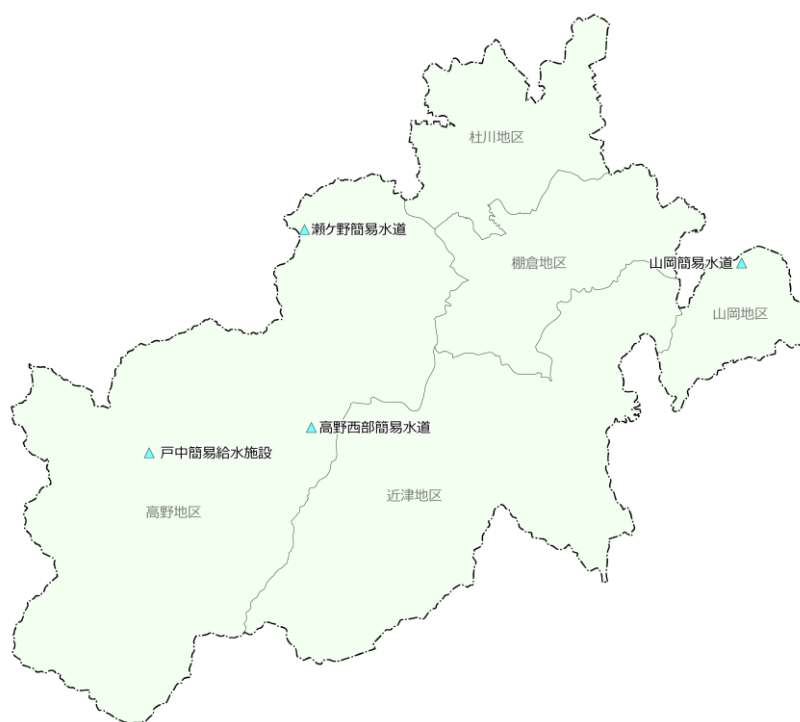 杜川地区
瀬ケ野簡易水道
棚倉地区
山岡簡易水道
山岡地区
高野西部簡易水道
戸中簡易給水施設
近津地区
高野地区